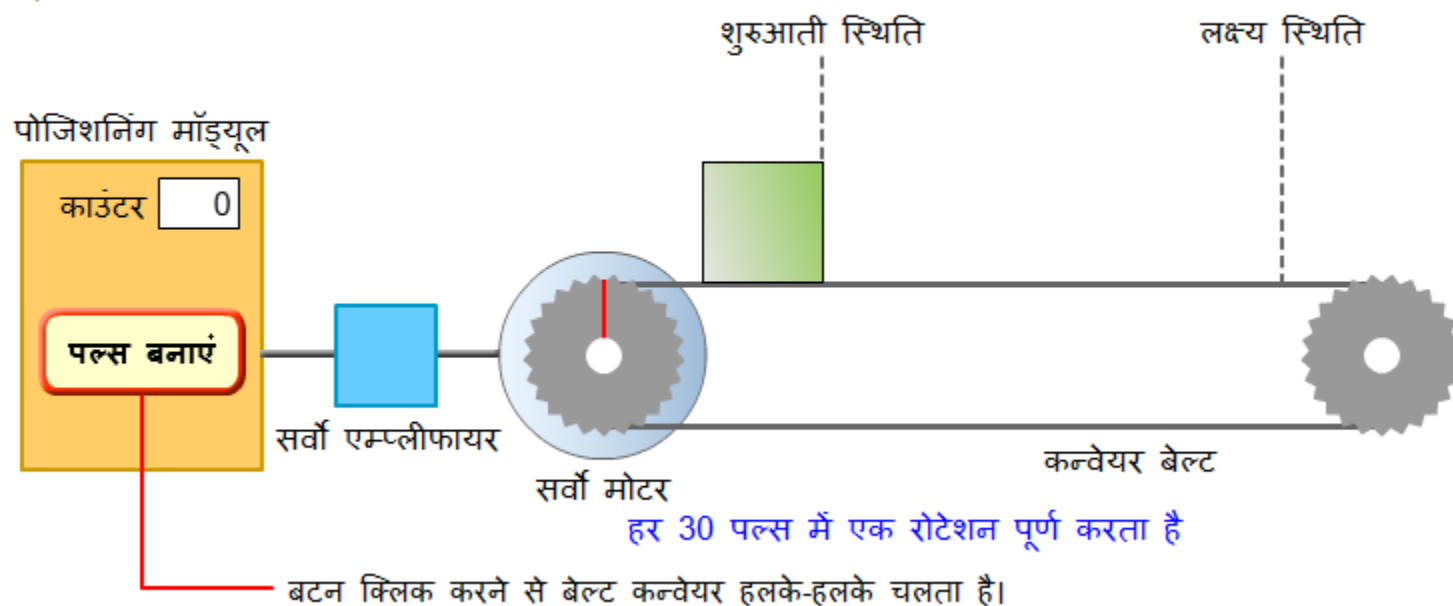 शुरुआती स्थिति
लक्ष्य स्थिति
पोजिशनिंग मॉड्यूल
काउंटर 0
पल्स बनाएं
सर्वो एम्प्लीफायर
सर्वो मोटर
कन्वेयर बेल्ट
हर 30 पल्स में एक रोटेशन पूर्ण करता है
बटन क्लिक करने से बेल्ट कन्वेयर हलके-हलके चलता है।